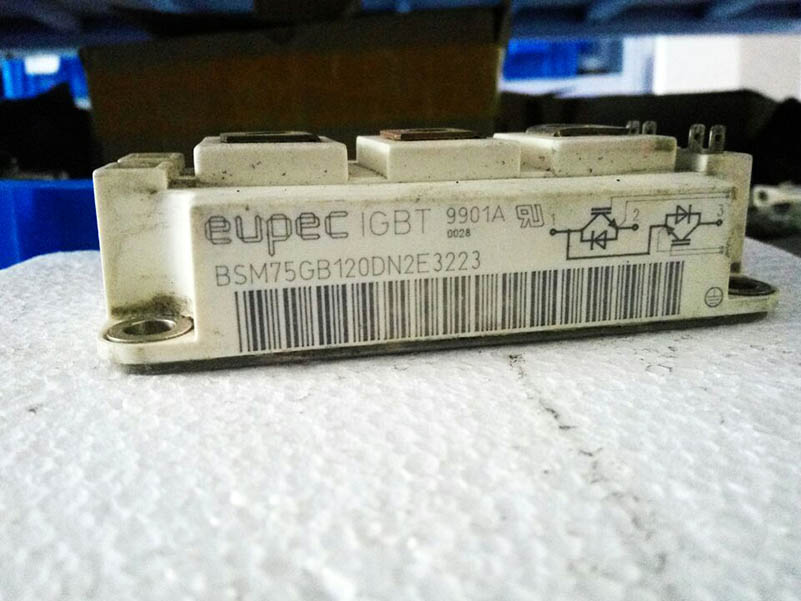 eupec IGBT 9901A
0028
1 2 3
BSM75GB120DN2E3223